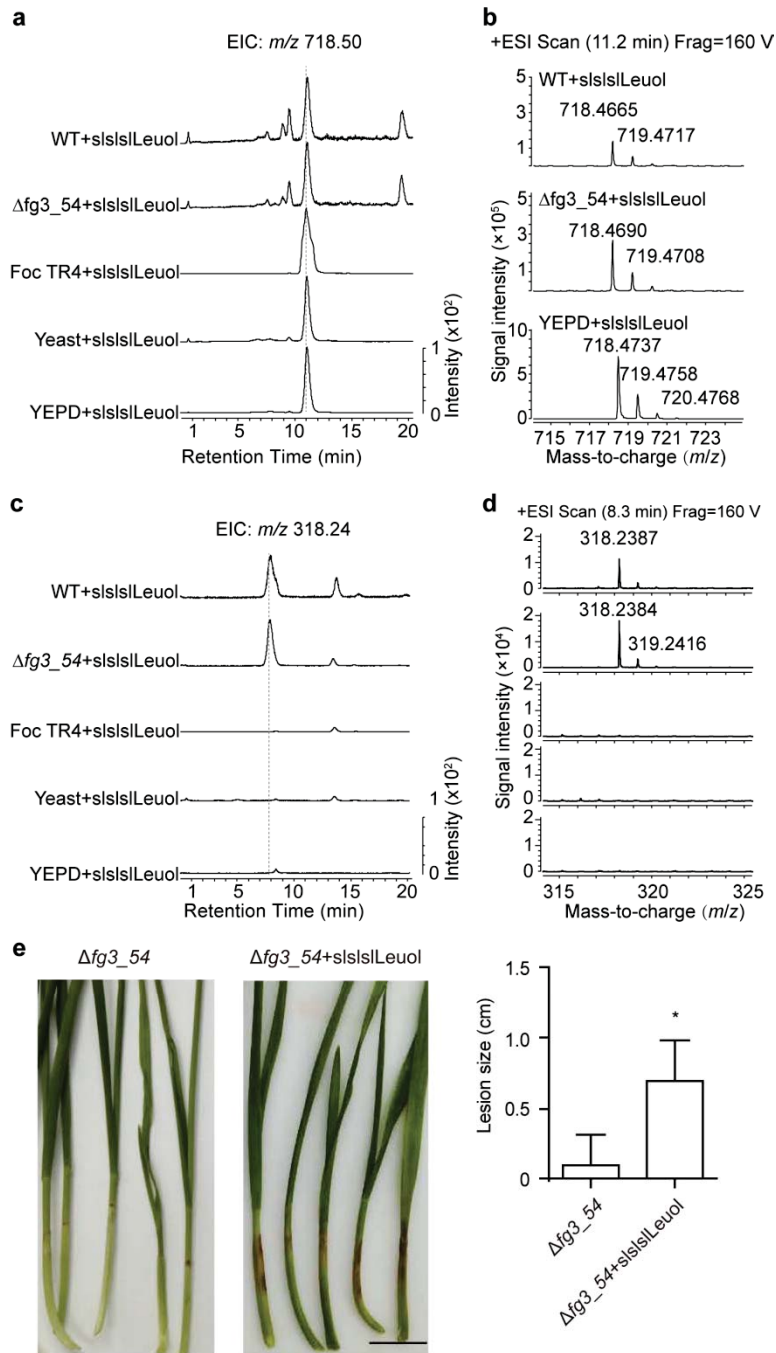 a
EIC: m/z 718.50
WT+slslslLeuol
Δfg3_54+slslslLeuol
Foc TR4+slslslLeuol
Yeast+slslslLeuol
YEPD+slslslLeuol
1
0
Intensity (x10²)
1 5 10 15 20
Retention Time (min)
b
+ESI Scan (11.2 min) Frag=160 V
WT+slslslLeuol
5
3
1
718.4665
719.4717
Δfg3_54+slslslLeuol
5
3
1
718.4690
719.4708
YEPD+slslslLeuol
10
5
0
718.4737
719.4758
720.4768
Signal intensity (×10⁵)
715 717 719 721 723
Mass-to-charge (m/z)
c
EIC: m/z 318.24
WT+slslslLeuol
Δfg3_54+slslslLeuol
Foc TR4+slslslLeuol
Yeast+slslslLeuol
YEPD+slslslLeuol
1
0
Intensity (x10²)
1 5 10 15 20
Retention Time (min)
d
+ESI Scan (8.3 min) Frag=160 V
2
1
0
318.2387
2
1
0
318.2384
319.2416
2
1
0
2
1
0
2
1
0
Signal intensity (×10⁴)
315 320 325
Mass-to-charge (m/z)
e
Δfg3_54
Δfg3_54+slslslLeuol
Lesion size (cm)
1.5
1.0
0.5
0
*
Δfg3_54
Δfg3_54+slslslLeuol